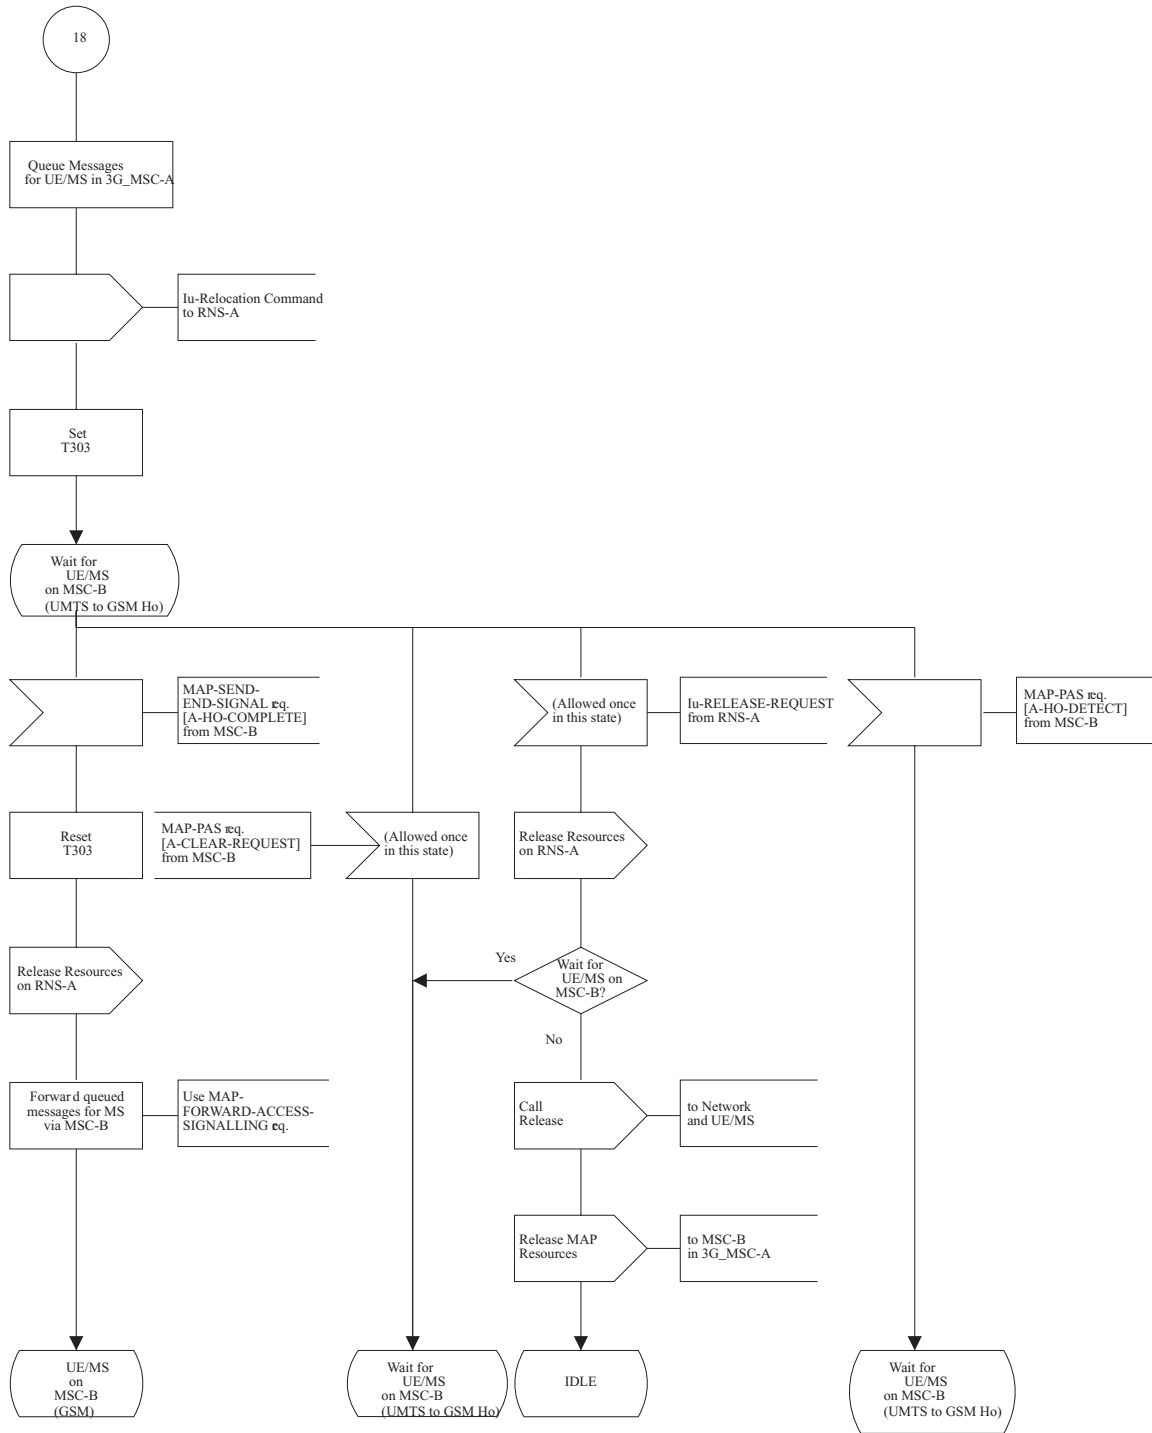 18
Queue Messages
for UE/MS in 3G_MSC-A
Iu-Relocation Command
to RNS-A
Set
T303
Wait for
UE/MS
on MSC-B
(UMTS to GSM Ho)
MAP-SEND-
END-SIGNAL req.
[A-HO-COMPLETE]
from MSC-B
(Allowed once
in this state)
Iu-RELEASE-REQUEST
from RNS-A
MAP-PAS req.
[A-HO-DETECT]
from MSC-B
Reset
T303
MAP-PAS req.
[A-CLEAR-REQUEST]
from MSC-B
(Allowed once
in this state)
Release Resources
on RNS-A
Release Resources
on RNS-A
Yes
Wait for
UE/MS on
MSC-B?
No
Forward queued
messages for MS
via MSC-B
Use MAP-
FORWARD-ACCESS-
SIGNALLING req.
Call
Release
to Network
and UE/MS
Release MAP
Resources
to MSC-B
in 3G_MSC-A
UE/MS
on
MSC-B
(GSM)
Wait for
UE/MS
on MSC-B
(UMTS to GSM Ho)
IDLE
Wait for
UE/MS
on MSC-B
(UMTS to GSM Ho)